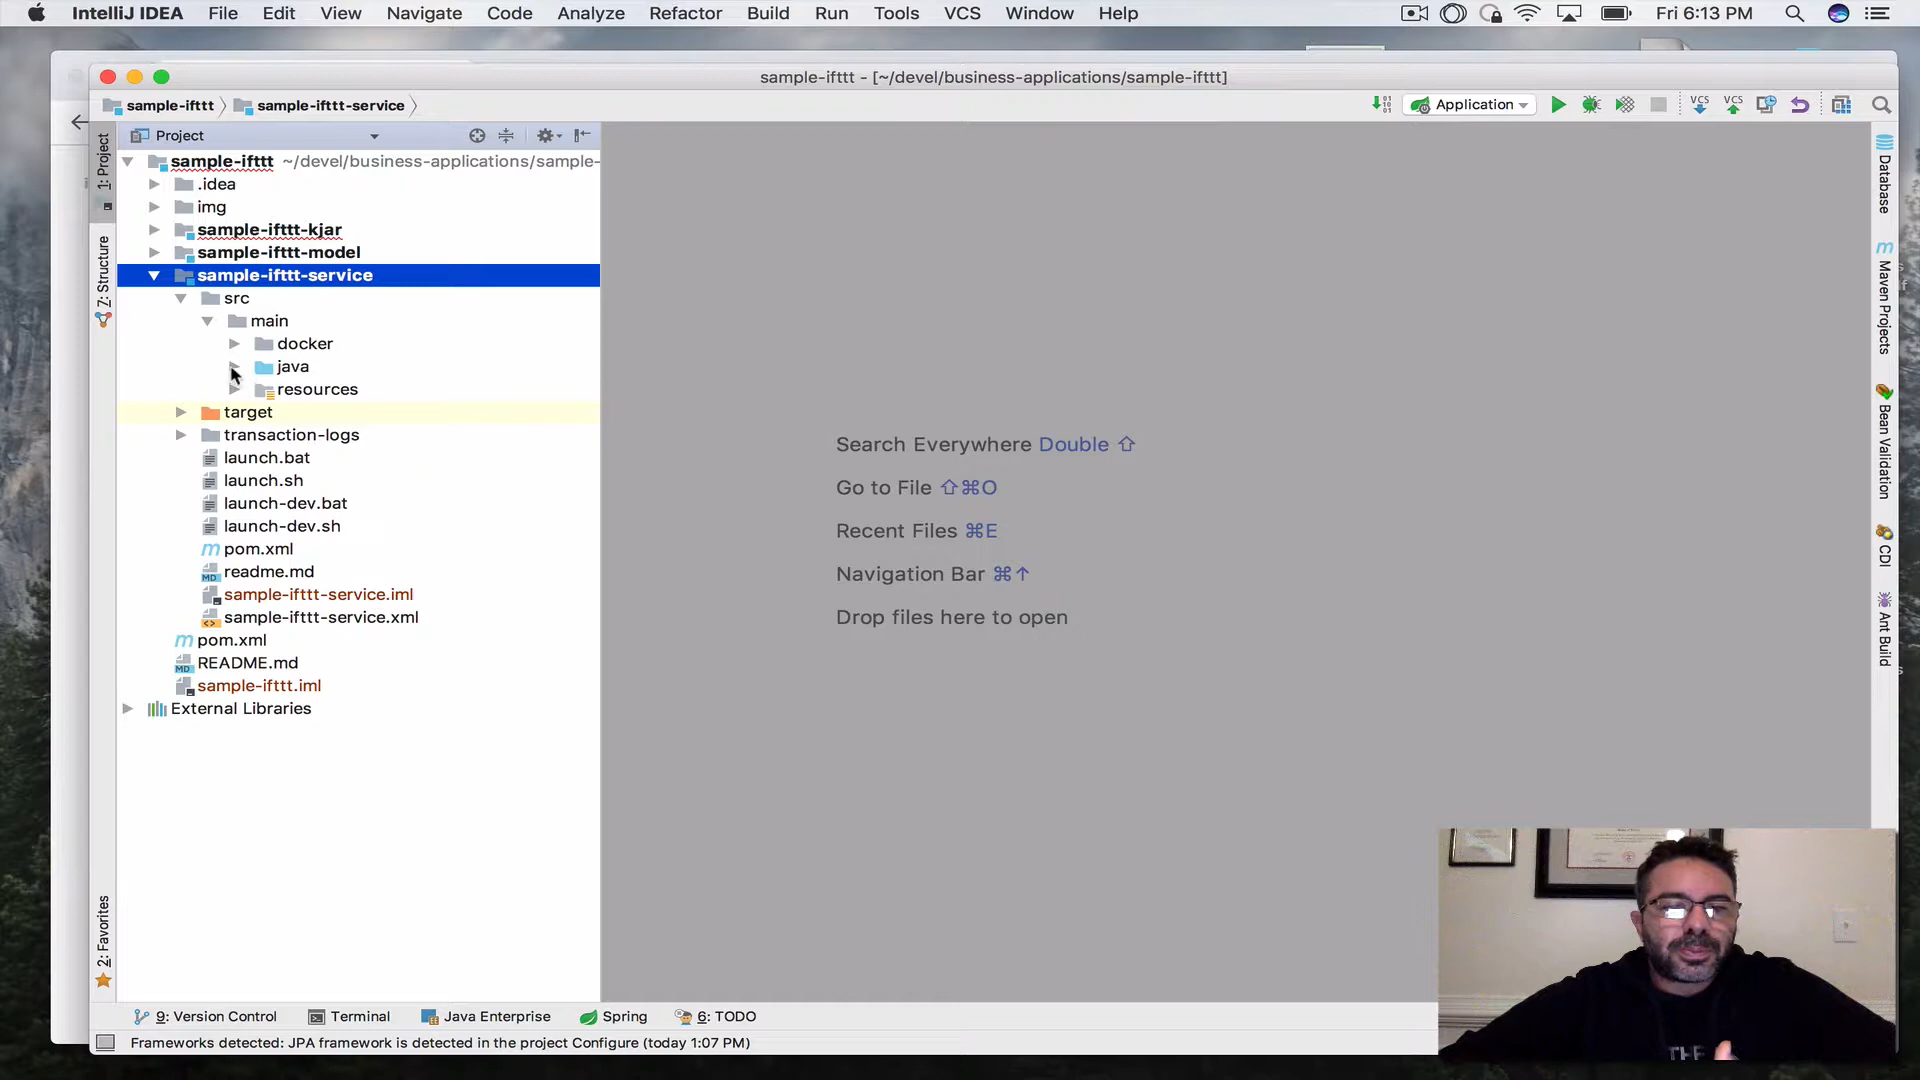 IntelliJ IDEA File Edit View Navigate Code Analyze Refactor Build Run Tools VCS Window Help Fri 6:13 PM
sample-ifttt - [~/devel/business-applications/sample-ifttt]
sample-ifttt sample-ifttt-service Application VCS VCS
Project
1: Project
7: Structure
2: Favorites
sample-ifttt ~/devel/business-applications/sample-
.idea
img
sample-ifttt-kjar
sample-ifttt-model
sample-ifttt-service
src
main
docker
java
resources
target
transaction-logs
launch.bat
launch.sh
launch-dev.bat
launch-dev.sh
pom.xml
readme.md
sample-ifttt-service.iml
sample-ifttt-service.xml
pom.xml
README.md
sample-ifttt.iml
External Libraries
Search Everywhere Double ⇧
Go to File ⇧⌘O
Recent Files ⌘E
Navigation Bar ⌘↑
Drop files here to open
Database
Maven Projects
Bean Validation
CDI
Ant Build
THE
9: Version Control Terminal Java Enterprise Spring 6: TODO
Frameworks detected: JPA framework is detected in the project Configure (today 1:07 PM)